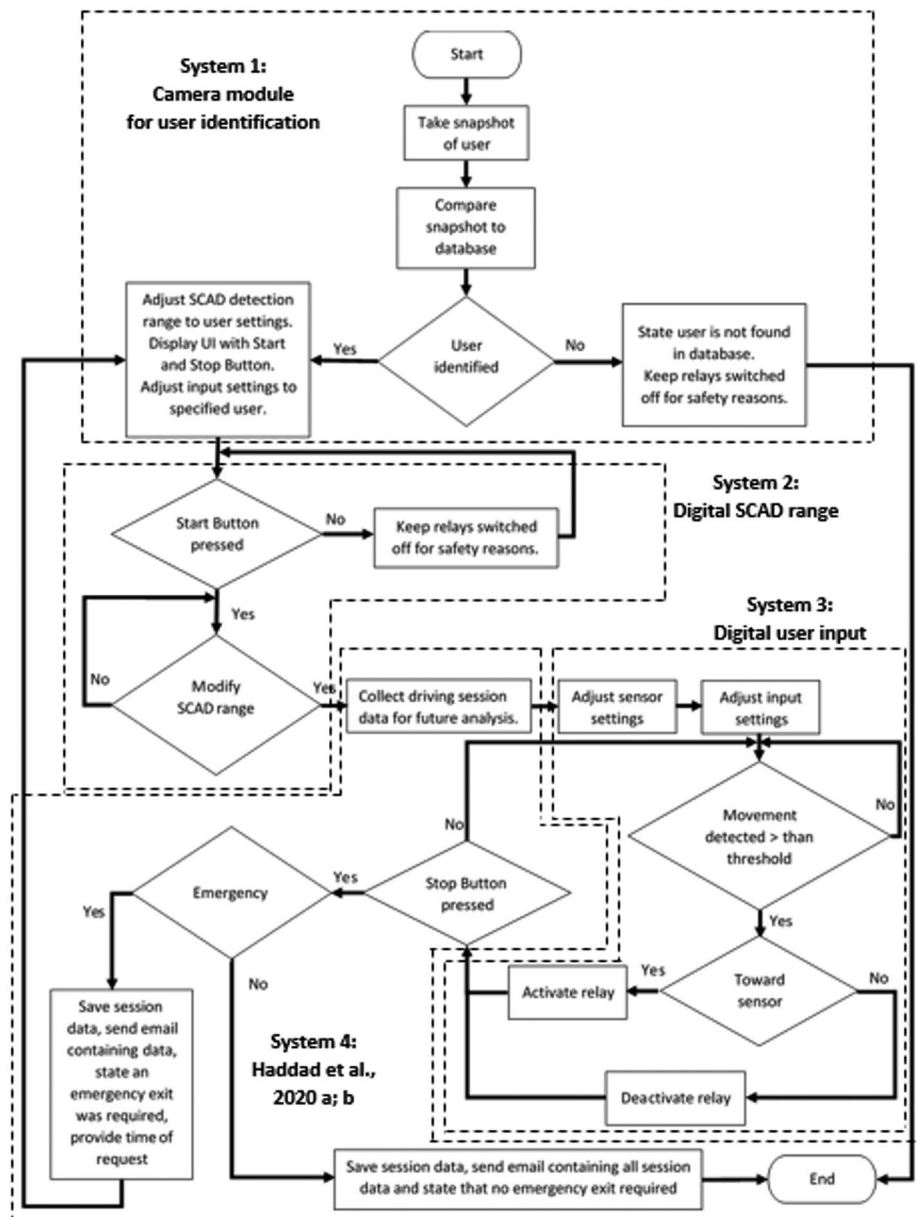 System 1:
Camera module
for user identification
Start
Take snapshot
of user
Compare
snapshot to
database
User
identified
Yes
No
Adjust SCAD detection
range to user settings.
Display UI with Start
and Stop Button.
Adjust input settings to
specified user.
State user is not found
in database.
Keep relays switched
off for safety reasons.
System 2:
Digital SCAD range
Start Button
pressed
No
Keep relays switched
off for safety reasons.
Yes
Modify
SCAD range
No
Yes
Collect driving session
data for future analysis.
System 3:
Digital user input
Adjust sensor
settings
Adjust input
settings
Movement
detected > than
threshold
No
Yes
Toward
sensor
Yes
No
Activate relay
Deactivate relay
Stop Button
pressed
No
Yes
Emergency
Yes
No
Save session
data, send email
containing data,
state an
emergency exit
was required,
provide time of
request
System 4:
Haddad et al.,
2020 a; b
Save session data, send email containing all session
data and state that no emergency exit required
End